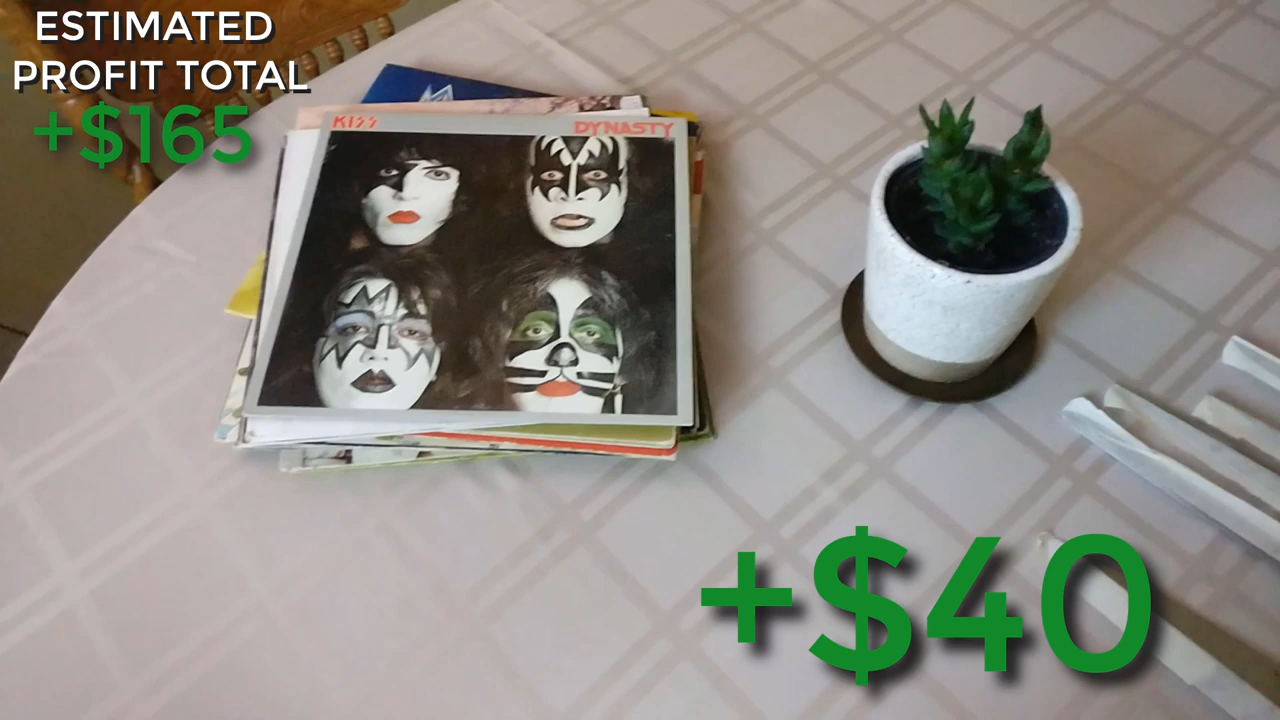 ESTIMATED
PROFIT TOTAL
+$165
KISS
DYNASTY
+$40